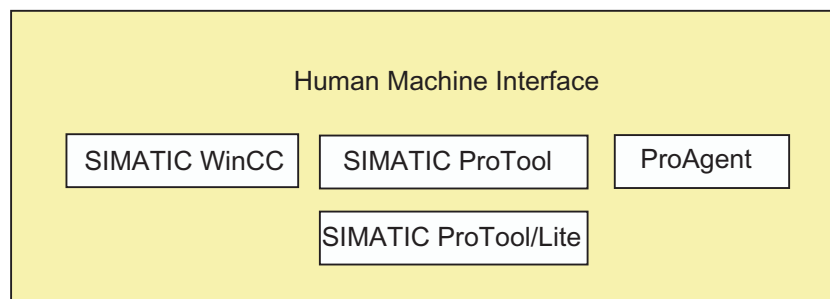 Human Machine Interface
SIMATIC WinCC
SIMATIC ProTool
ProAgent
SIMATIC ProTool/Lite